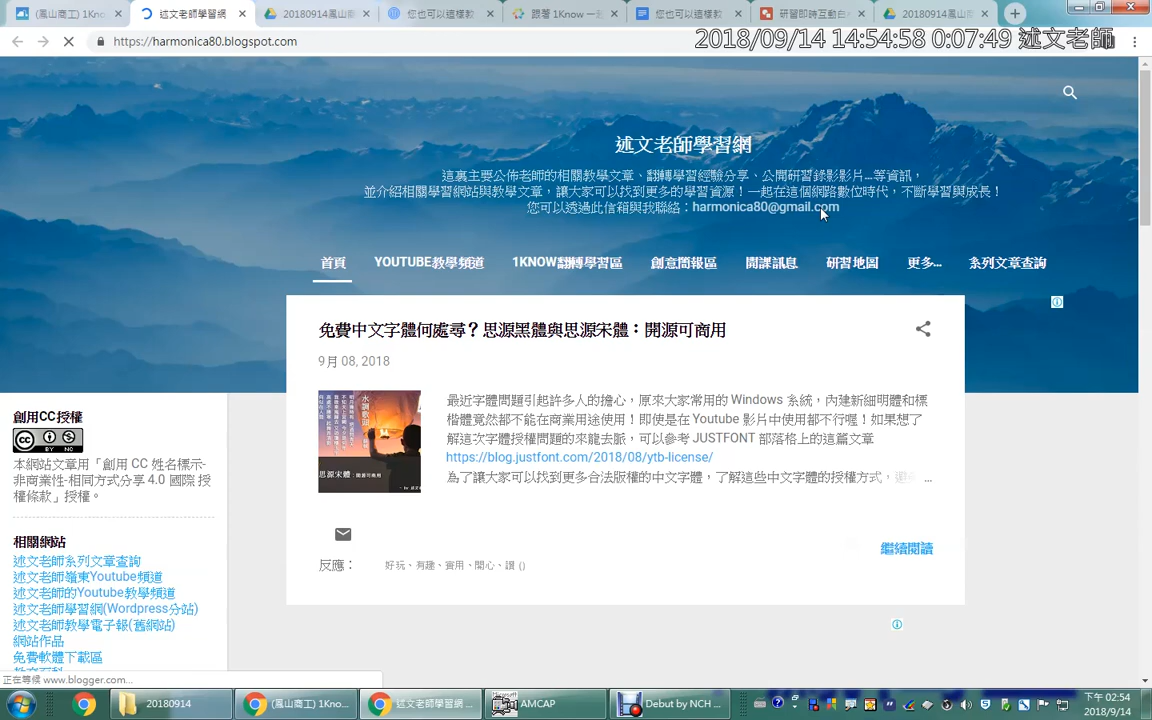 (鳳山商工) 1Kno
述文老師學習網
20180914鳳山商
您也可以這樣教
跟著 1Know 一
您也可以這樣教
研習即時互動白
20180914鳳山商
https://harmonica80.blogspot.com
2018/09/14 14:54:58 0:07:49 述文老師
述文老師學習網
這裏主要公佈老師的相關教學文章、翻轉學習經驗分享、公開研習錄影影片...等資訊，
並介紹相關學習網站與教學文章，讓大家可以找到更多的學習資源！一起在這個網路數位時代，不斷學習與成長！
您可以透過此信箱與我聯絡：harmonica80@gmail.com
首頁
YOUTUBE教學頻道
1KNOW翻轉學習區
創意簡報區
開課訊息
研習地圖
更多...
系列文章查詢
免費中文字體何處尋？思源黑體與思源宋體：開源可商用
9月 08, 2018
最近字體問題引起許多人的擔心，原來大家常用的 Windows 系統，內建新細明體和標
楷體竟然都不能在商業用途使用！即使是在 Youtube 影片中使用都不行喔！如果想了
解這次字體授權問題的來龍去脈，可以參考 JUSTFONT 部落格上的這篇文章
https://blog.justfont.com/2018/08/ytb-license/
為了讓大家可以找到更多合法版權的中文字體，了解這些中文字體的授權方式，
...
水調歌頭
思源宋體：開源可商用
繼續閱讀
反應：
好玩、有趣、實用、開心、讚 ()
創用CC授權
cc
BY NC
本網站文章用「創用 CC 姓名標示-
非商業性-相同方式分享 4.0 國際 授
權條款」授權。
相關網站
述文老師系列文章查詢
述文老師嶺東Youtube頻道
述文老師的Youtube教學頻道
述文老師學習網(Wordpress分站)
述文老師教學電子報(舊網站)
網站作品
免費軟體下載區
正在等候 www.blogger.com...
20180914
(鳳山商工) 1Kno...
述文老師學習網 ...
AMCAP
Debut by NCH ...
下午 02:54
2018/9/14